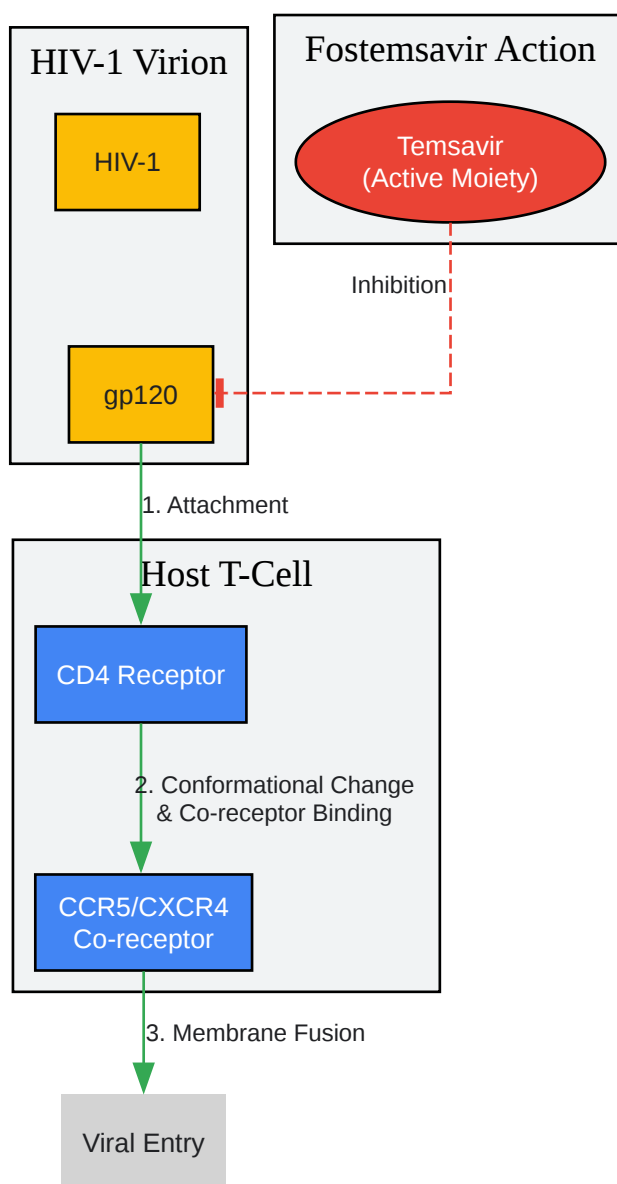 HIV-1 Virion
Fostemsavir Action
HIV-1
Temsavir
(Active Moiety)
Inhibition
gp120
1. Attachment
Host T-Cell
CD4 Receptor
2. Conformational Change
& Co-receptor Binding
CCR5/CXCR4
Co-receptor
3. Membrane Fusion
Viral Entry